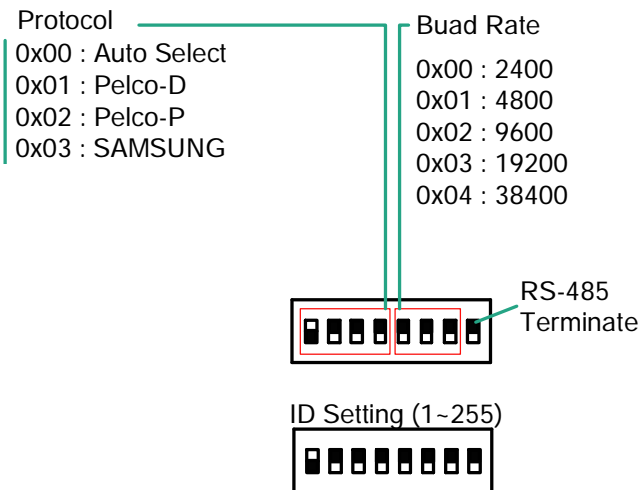 Protocol
0x00 : Auto Select
0x01 : Pelco-D
0x02 : Pelco-P
0x03 : SAMSUNG
Buad Rate
0x00 : 2400
0x01 : 4800
0x02 : 9600
0x03 : 19200
0x04 : 38400
RS-485
Terminate
ID Setting (1~255)